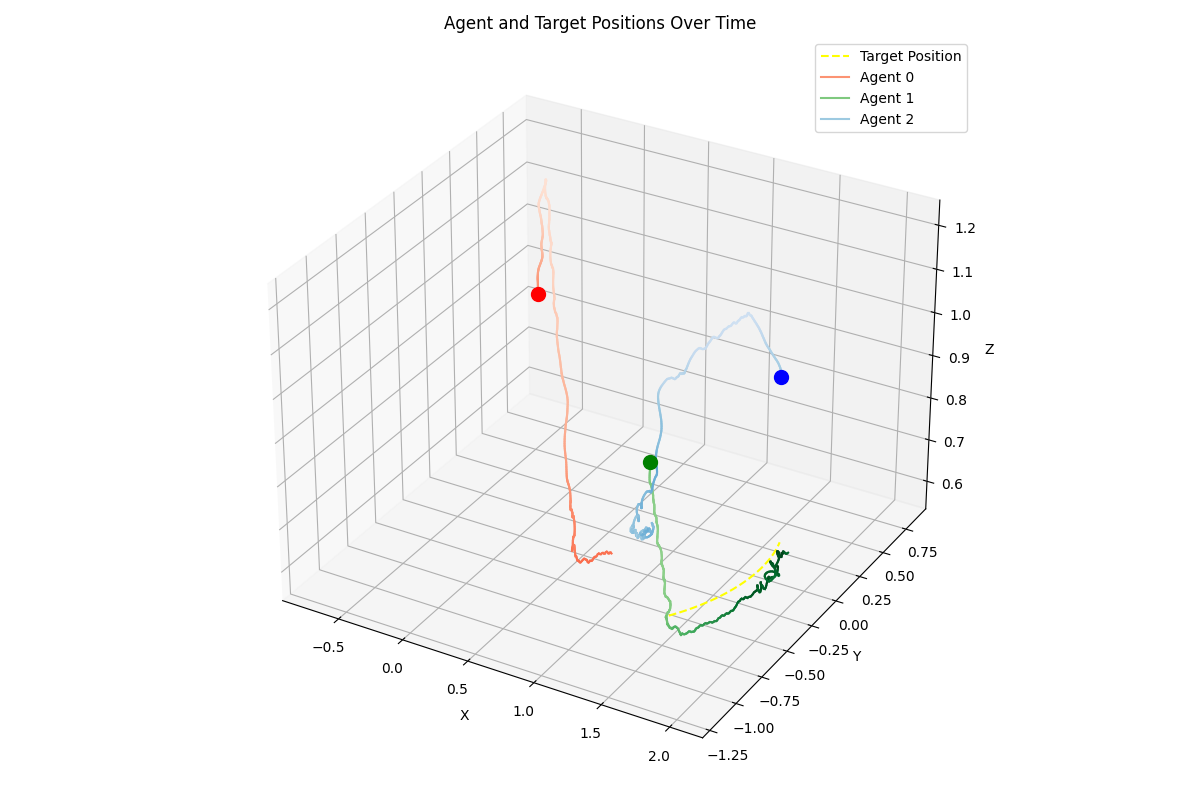 Agent and Target Positions Over Time
Target Position
Agent 0
Agent 1
Agent 2
1.2
1.1
1.0
0.9
0.8
0.7
0.6
Z
0.75
0.50
0.25
0.00
−0.25
−0.50
−0.75
−1.00
−1.25
Y
−0.5
0.0
0.5
1.0
1.5
2.0
X